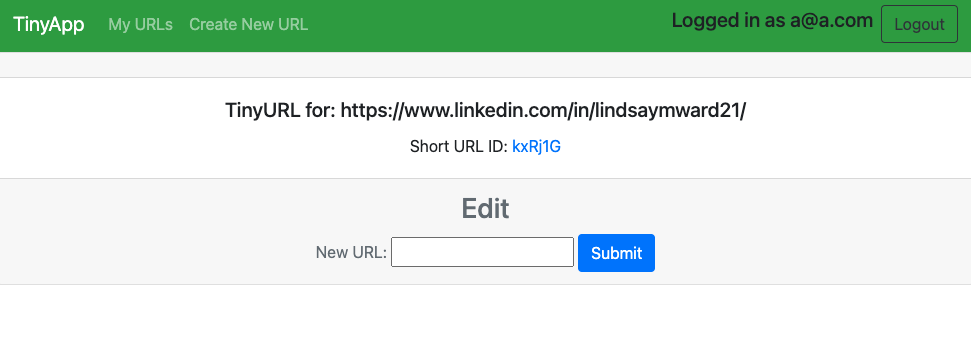 TinyApp My URLs Create New URL Logged in as a@a.com Logout
TinyURL for: https://www.linkedin.com/in/lindsaymward21/
Short URL ID: kxRj1G
Edit
New URL: Submit